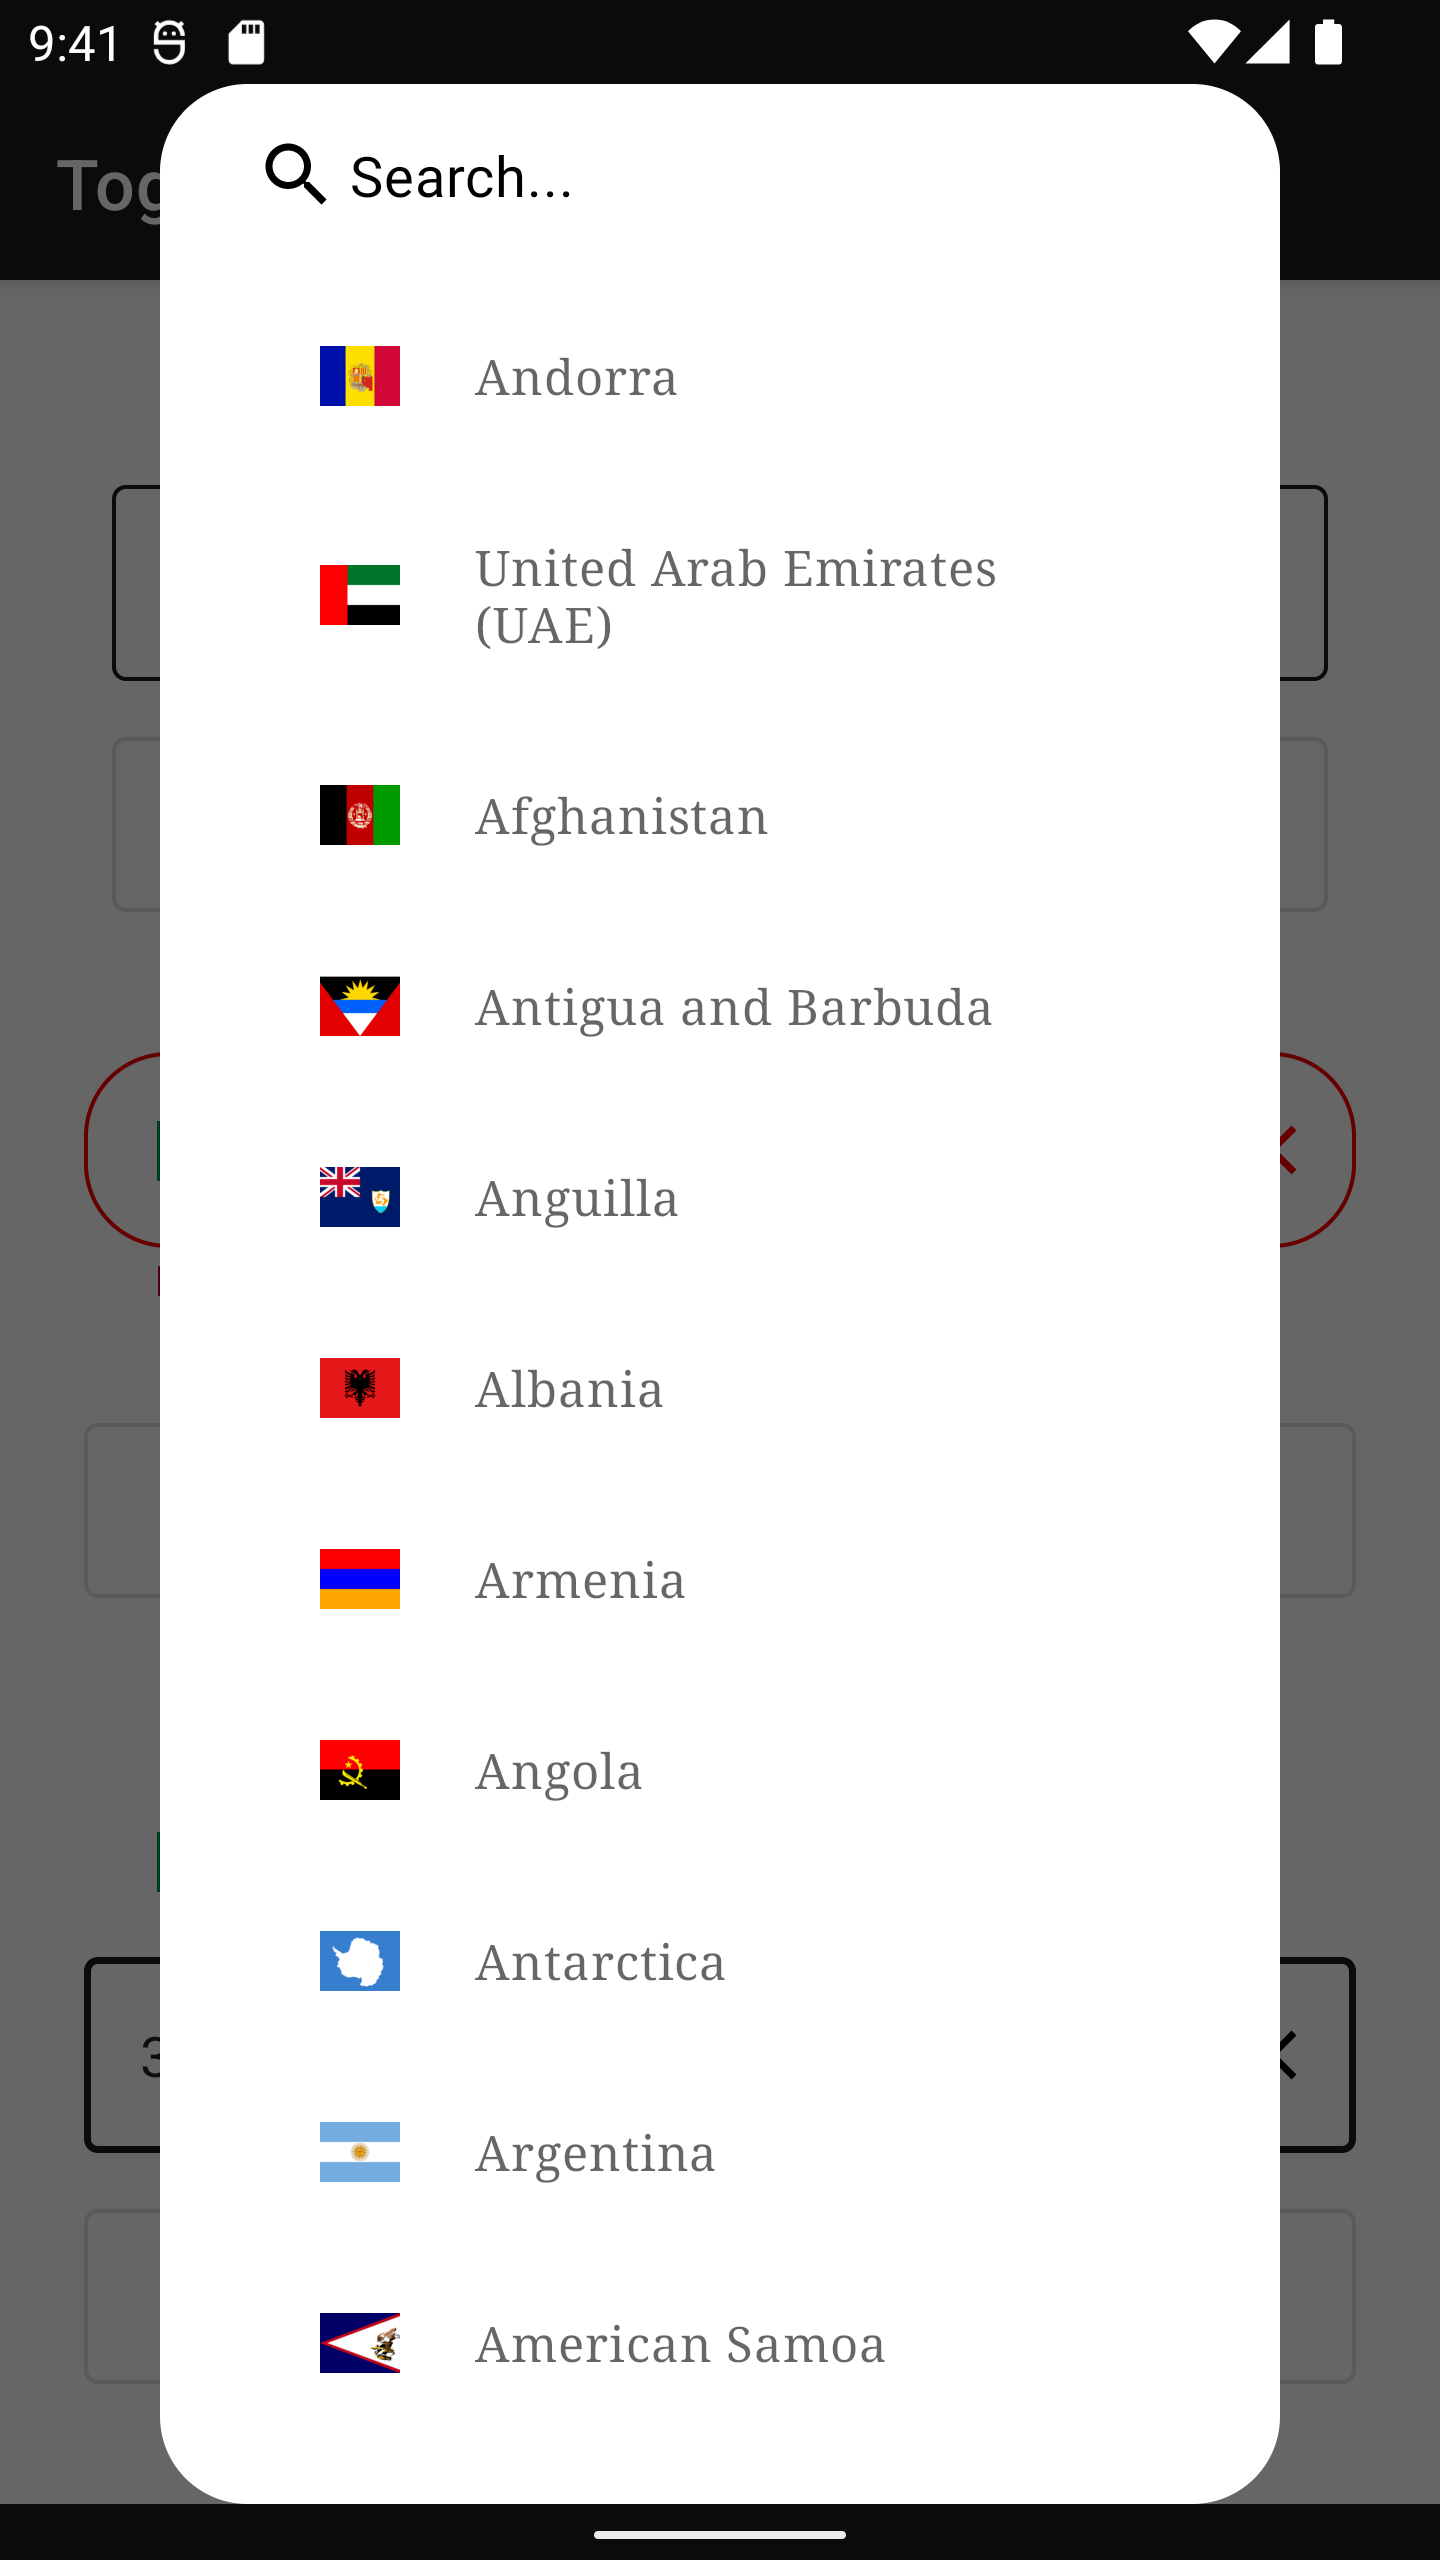 9:41
Tog
Search...
Andorra
United Arab Emirates
(UAE)
Afghanistan
Antigua and Barbuda
Anguilla
Albania
Armenia
Angola
Antarctica
Argentina
3
American Samoa